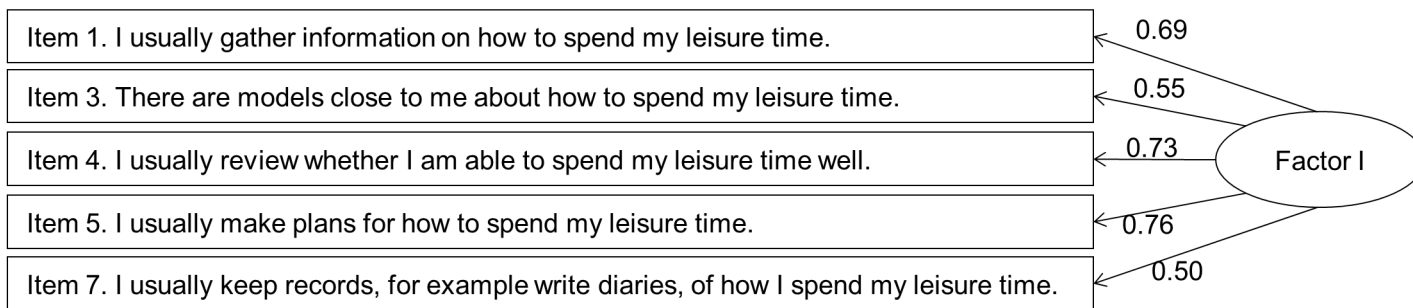 Item 1. I usually gather information on how to spend my leisure time.
0.69
Item 3. There are models close to me about how to spend my leisure time.
0.55
Item 4. I usually review whether I am able to spend my leisure time well.
0.73
Factor I
Item 5. I usually make plans for how to spend my leisure time.
0.76
Item 7. I usually keep records, for example write diaries, of how I spend my leisure time.
0.50